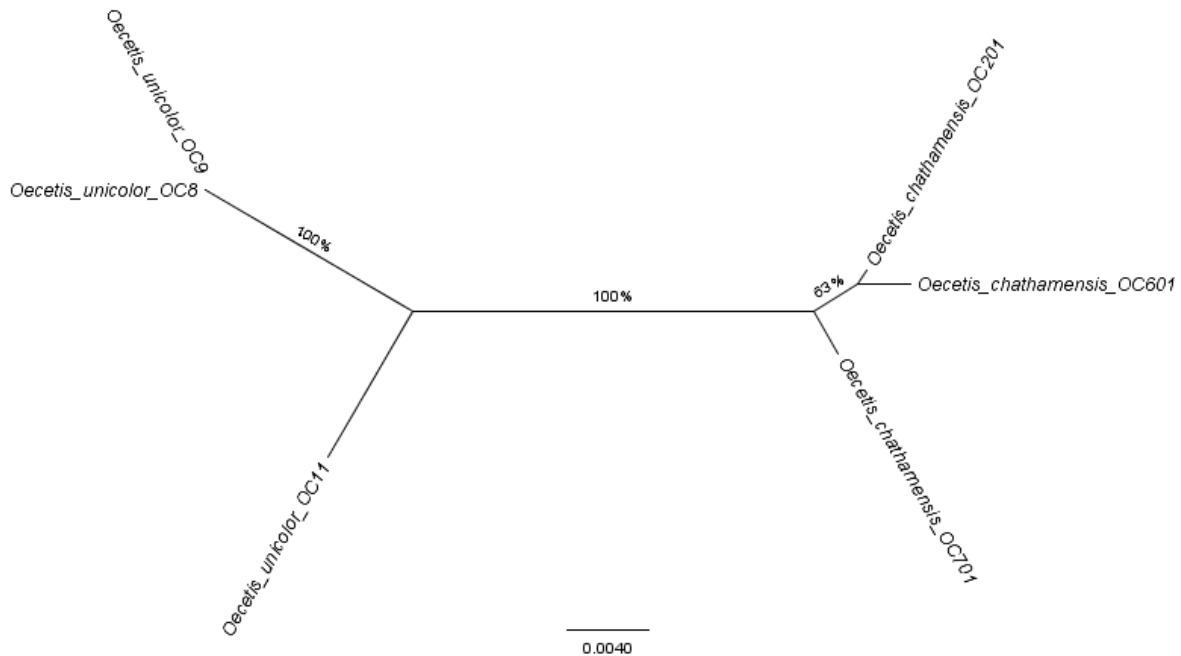 Oecetis_unicolor_OC9
Oecetis_unicolor_OC8
100%
100%
Oecetis_chathamensis_OC201
63%
Oecetis_chathamensis_OC601
Oecetis_chathamensis_OC701
Oecetis_unicolor_OC11
0.0040